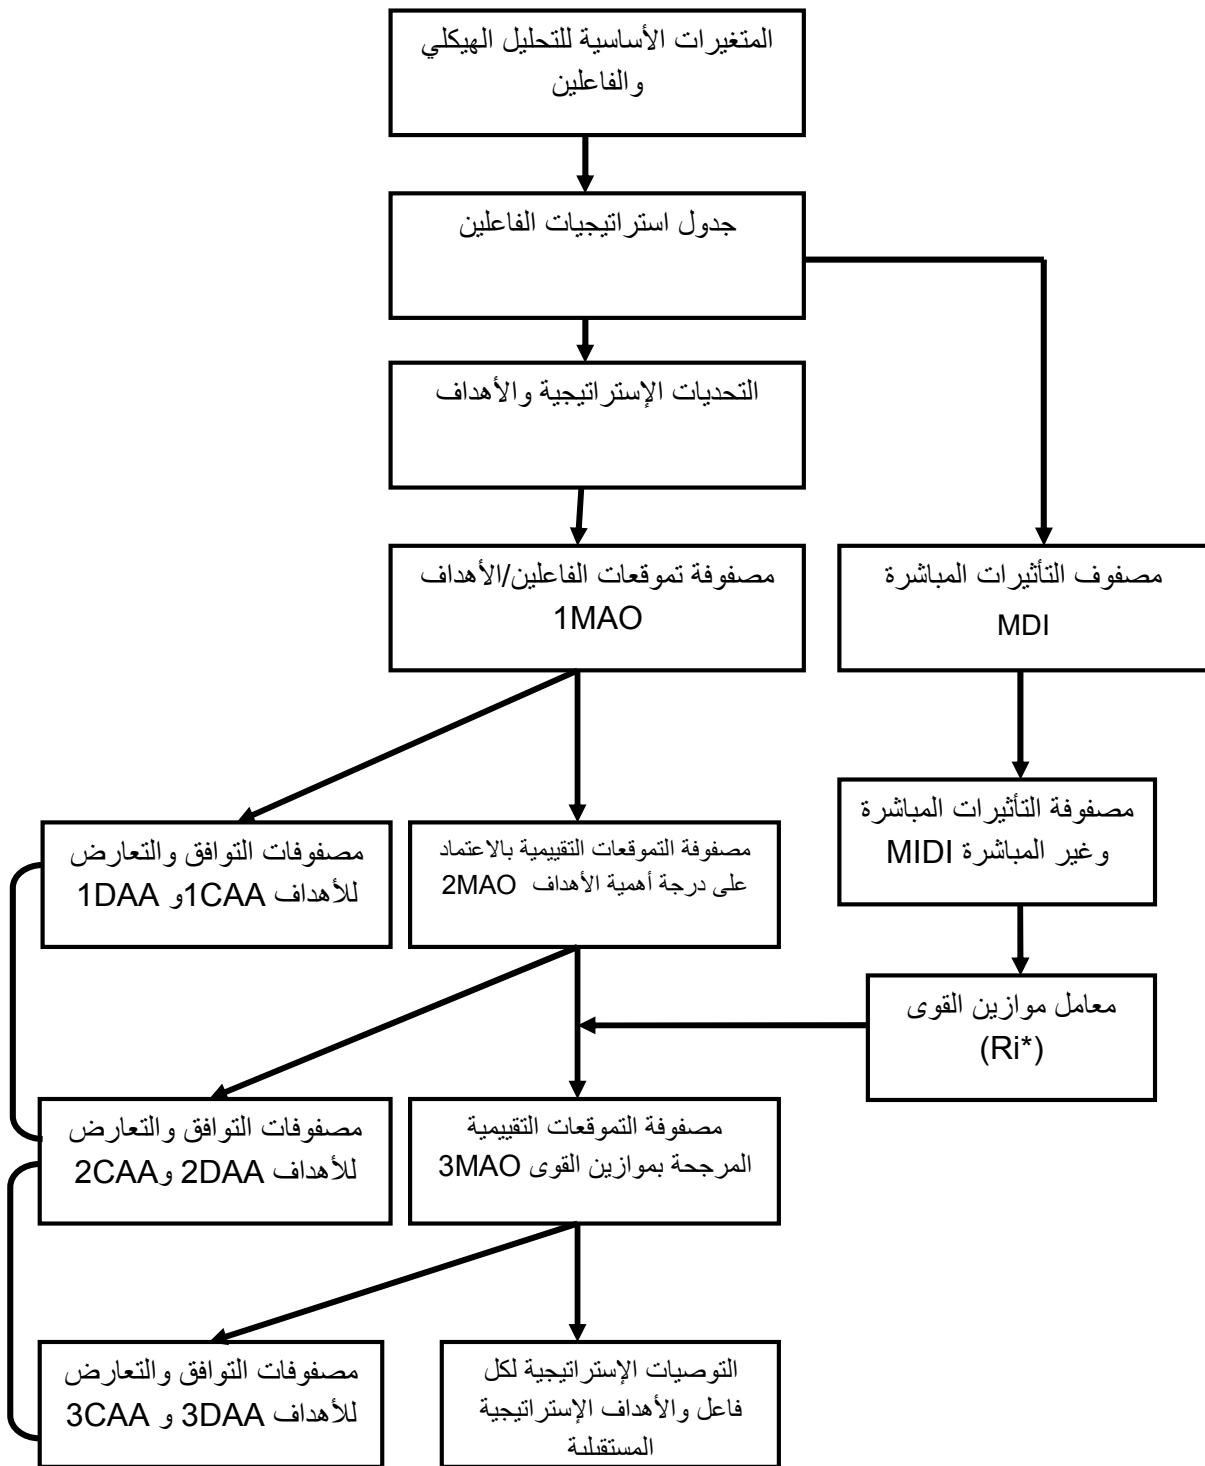 المتغيرات الأساسية للتحليل الهيكلي
والفاعلين
جدول استراتيجيات الفاعلين
التحديات الإستراتيجية والأهداف
مصفوفة تموقعات الفاعلين/الأهداف
1MAO
مصفوف التأثيرات المباشرة
MDI
مصفوفة التأثيرات المباشرة
وغير المباشرة MIDI
مصفوفات التوافق والتعارض
للأهداف 1CAA و 1DAA
مصفوفة التموقعات التقييمية بالاعتماد
على درجة أهمية الأهداف 2MAO
معامل موازين القوى
(Ri*)
مصفوفات التوافق والتعارض
للأهداف 2DAA و2CAA
مصفوفة التموقعات التقييمية
المرجحة بموازين القوى 3MAO
مصفوفات التوافق والتعارض
للأهداف 3DAA و 3CAA
التوصيات الإستراتيجية لكل
فاعل والأهداف الإستراتيجية
المستقبلية